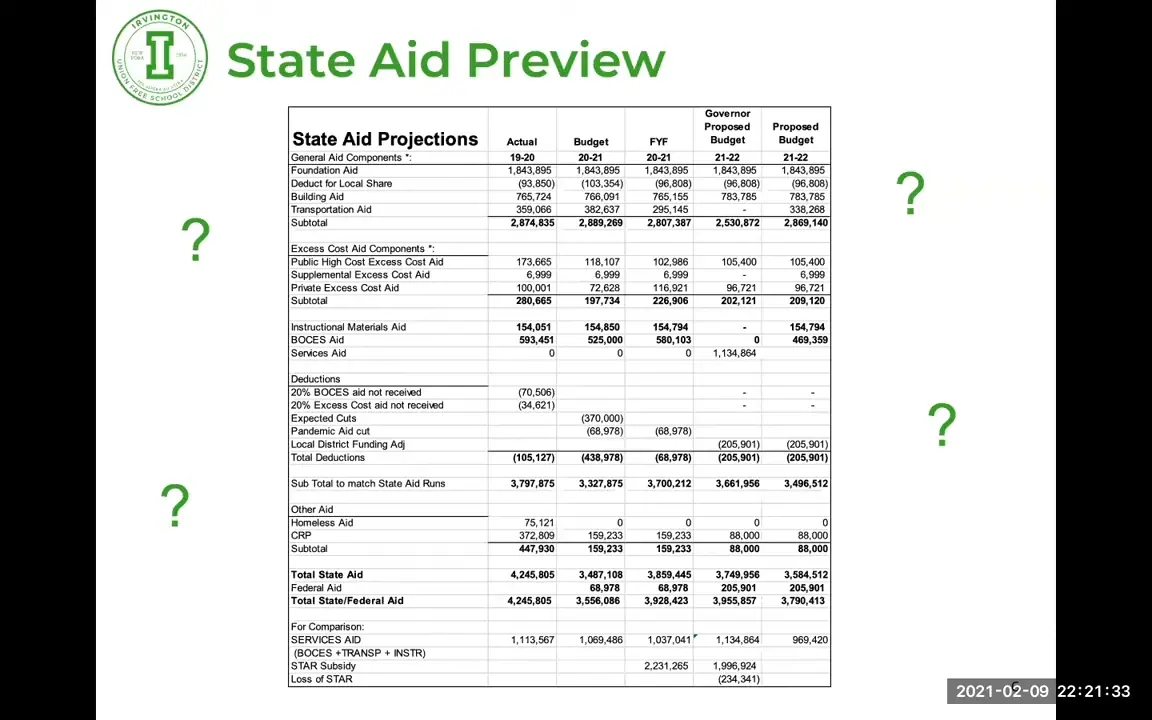 IRVINGTON
UNION FREE SCHOOL DISTRICT
State Aid Preview
State Aid Projections Actual Budget FYF Governor Proposed Budget Proposed Budget
General Aid Components *: 19-20 20-21 20-21 21-22 21-22
Foundation Aid 1,843,895 1,843,895 1,843,895 1,843,895 1,843,895
Deduct for Local Share (93,850) (103,354) (96,808) (96,808) (96,808)
Building Aid 765,724 766,091 765,155 783,785 783,785
Transportation Aid 359,066 382,637 295,145 - 338,268
Subtotal 2,874,835 2,889,269 2,807,387 2,530,872 2,869,140
Excess Cost Aid Components *:
Public High Cost Excess Cost Aid 173,665 118,107 102,986 105,400 105,400
Supplemental Excess Cost Aid 6,999 6,999 6,999 - 6,999
Private Excess Cost Aid 100,001 72,628 116,921 96,721 96,721
Subtotal 280,665 197,734 226,906 202,121 209,120
Instructional Materials Aid 154,051 154,850 154,794 - 154,794
BOCES Aid 593,451 525,000 580,103 0 469,359
Services Aid 0 0 0 1,134,864
Deductions
20% BOCES aid not received (70,506) - -
20% Excess Cost aid not received (34,621) - -
Expected Cuts (370,000)
Pandemic Aid cut (68,978) (68,978)
Local District Funding Adj (205,901) (205,901)
Total Deductions (105,127) (438,978) (68,978) (205,901) (205,901)
Sub Total to match State Aid Runs 3,797,875 3,327,875 3,700,212 3,661,956 3,496,512
Other Aid
Homeless Aid 75,121 0 0 0 0
CRP 372,809 159,233 159,233 88,000 88,000
Subtotal 447,930 159,233 159,233 88,000 88,000
Total State Aid 4,245,805 3,487,108 3,859,445 3,749,956 3,584,512
Federal Aid 68,978 68,978 205,901 205,901
Total State/Federal Aid 4,245,805 3,556,086 3,928,423 3,955,857 3,790,413
For Comparison:
SERVICES AID 1,113,567 1,069,486 1,037,041 1,134,864 969,420
(BOCES +TRANSP + INSTR)
STAR Subsidy 2,231,265 1,996,924
Loss of STAR (234,341)
?
?
?
?
2021-02-09 22:21:33